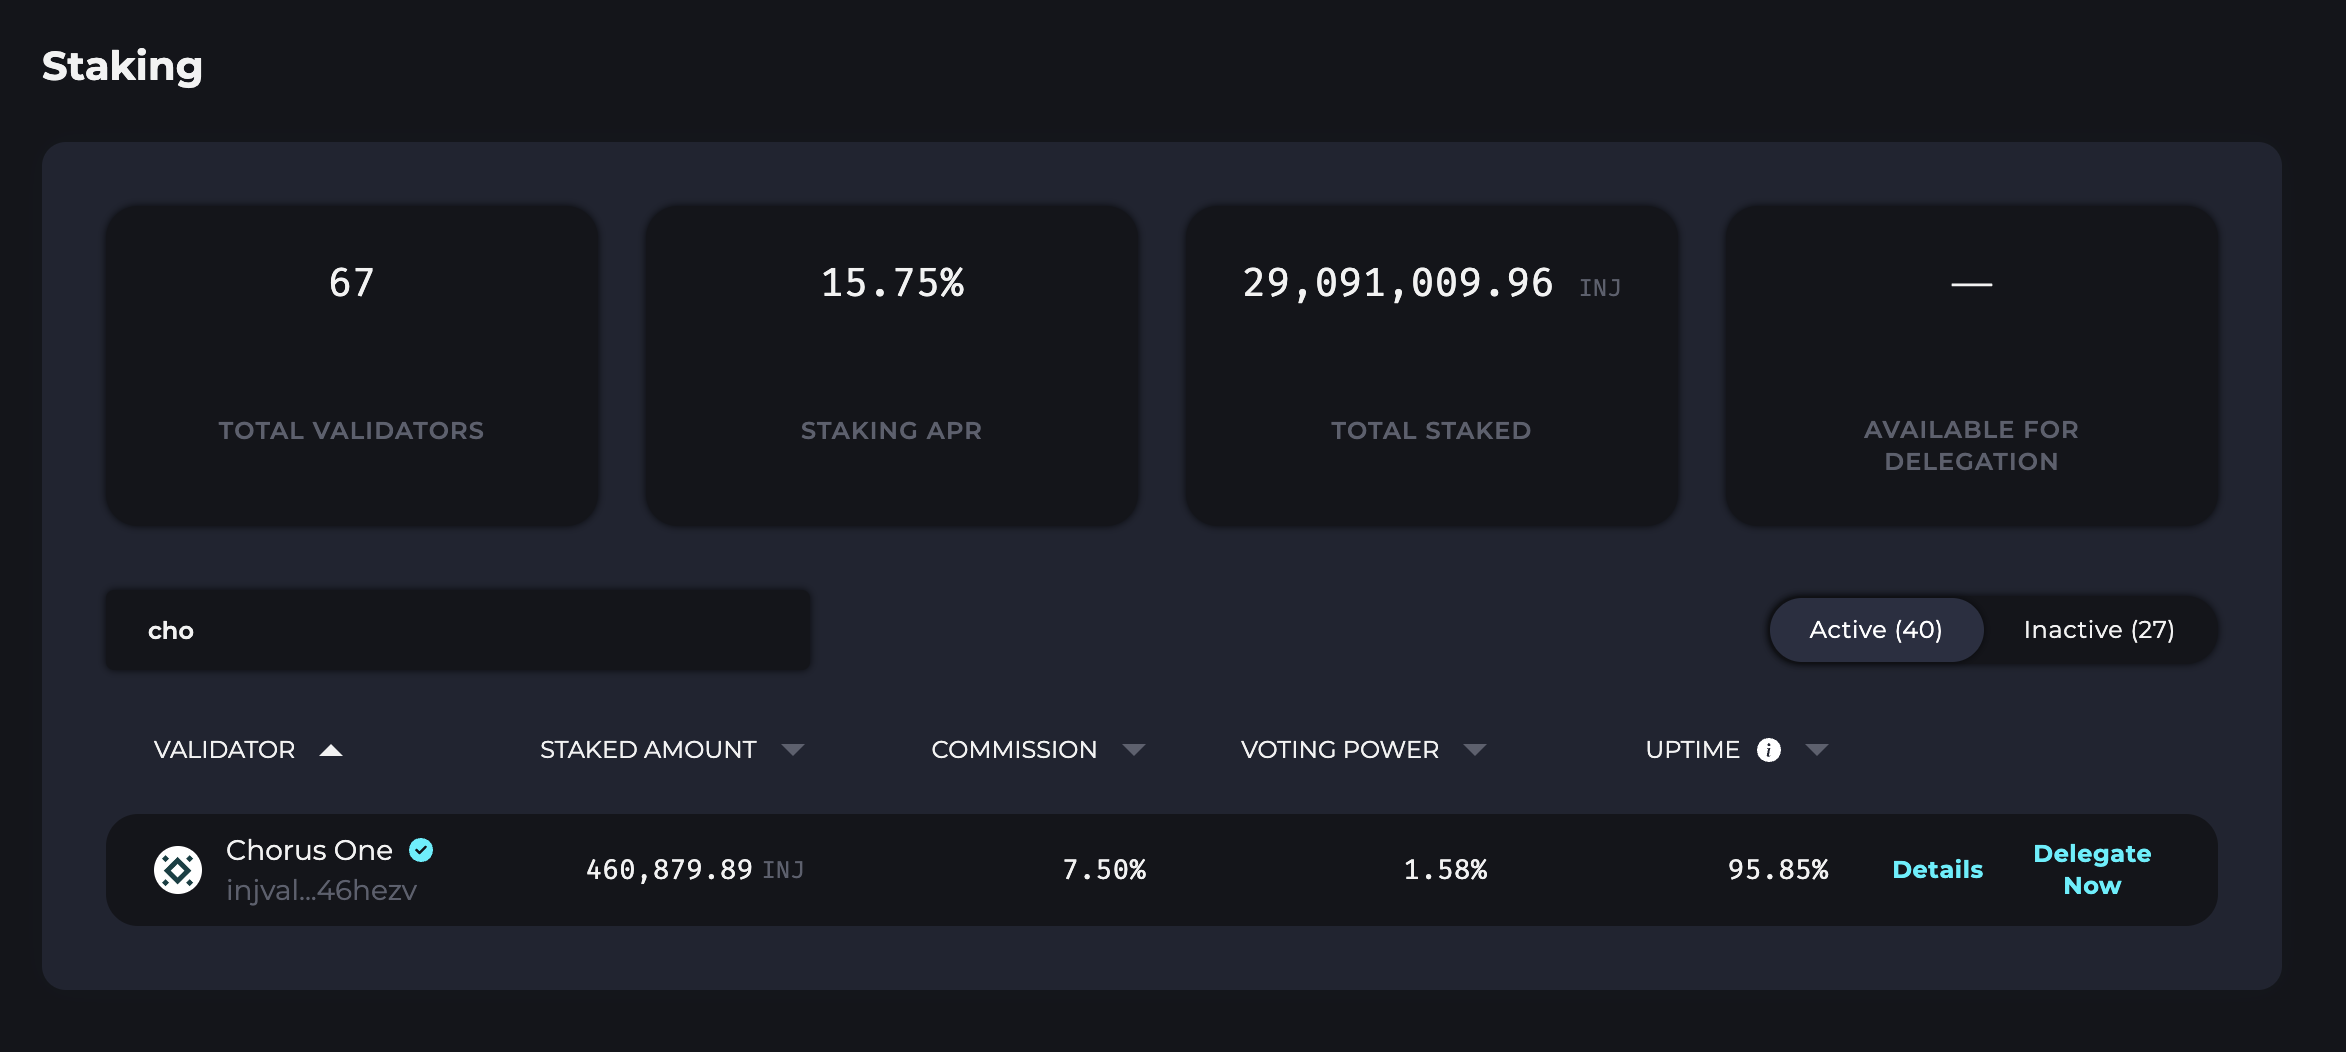 Staking
67
TOTAL VALIDATORS
15.75%
STAKING APR
29,091,009.96 INJ
TOTAL STAKED
—
AVAILABLE FOR
DELEGATION
cho
Active (40)
Inactive (27)
VALIDATOR
STAKED AMOUNT
COMMISSION
VOTING POWER
UPTIME i
Chorus One
injval...46hezv
460,879.89 INJ
7.50%
1.58%
95.85%
Details
Delegate
Now